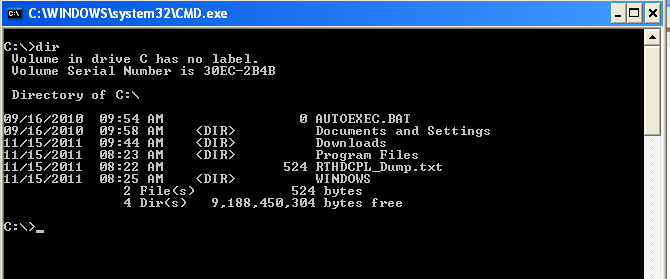 C:\WINDOWS\system32\CMD.exe
C:\>dir
 Volume in drive C has no label.
 Volume Serial Number is 30EC-2B4B

 Directory of C:\

09/16/2010  09:54 AM                 0 AUTOEXEC.BAT
09/16/2010  09:58 AM    <DIR>          Documents and Settings
11/15/2011  09:44 AM    <DIR>          Downloads
11/15/2011  08:23 AM    <DIR>          Program Files
11/15/2011  08:22 AM               524 RTHDCPL_Dump.txt
11/15/2011  08:25 AM    <DIR>          WINDOWS
               2 File(s)            524 bytes
               4 Dir(s)   9,188,450,304 bytes free

C:\>_